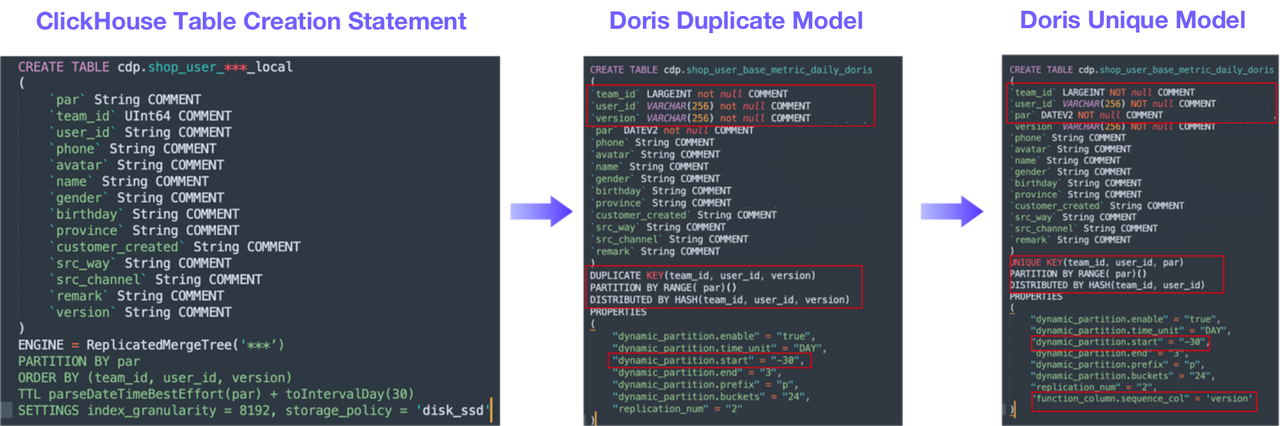 ClickHouse Table Creation Statement
CREATE TABLE cdp.shop_user_***_local
(
`par` String COMMENT
`team_id` UInt64 COMMENT
`user_id` String COMMENT
`phone` String COMMENT
`avatar` String COMMENT
`name` String COMMENT
`gender` String COMMENT
`birthday` String COMMENT
`province` String COMMENT
`customer_created` String COMMENT
`src_way` String COMMENT
`src_channel` String COMMENT
`remark` String COMMENT
`version` String COMMENT
)
ENGINE = ReplicatedMergeTree('***')
PARTITION BY par
ORDER BY (team_id, user_id, version)
TTL parseDateTimeBestEffort(par) + toIntervalDay(30)
SETTINGS index_granularity = 8192, storage_policy = 'disk_ssd'
Doris Duplicate Model
CREATE TABLE cdp.shop_user_base_metric_daily_doris
(
`team_id` LARGEINT not null COMMENT
`user_id` VARCHAR(256) not null COMMENT
`version` VARCHAR(256) not null COMMENT
`par` DATEV2 not null COMMENT
`phone` String COMMENT
`avatar` String COMMENT
`name` String COMMENT
`gender` String COMMENT
`birthday` String COMMENT
`province` String COMMENT
`customer_created` String COMMENT
`src_way` String COMMENT
`src_channel` String COMMENT
`remark` String COMMENT
)
DUPLICATE KEY(team_id, user_id, version)
PARTITION BY RANGE( par)()
DISTRIBUTED BY HASH(team_id, user_id, version)
PROPERTIES
(
"dynamic_partition.enable" = "true",
"dynamic_partition.time_unit" = "DAY",
"dynamic_partition.start" = "-30",
"dynamic_partition.end" = "3",
"dynamic_partition.prefix" = "p",
"dynamic_partition.buckets" = "24",
"replication_num" = "2"
)
Doris Unique Model
CREATE TABLE cdp.shop_user_base_metric_daily_doris
(
`team_id` LARGEINT NOT null COMMENT
`user_id` VARCHAR(256) NOT null COMMENT
`par` DATEV2 NOT null COMMENT
`version` VARCHAR(256) NOT null COMMENT
`phone` String COMMENT
`avatar` String COMMENT
`name` String COMMENT
`gender` String COMMENT
`birthday` String COMMENT
`province` String COMMENT
`customer_created` String COMMENT
`src_way` String COMMENT
`src_channel` String COMMENT
`remark` String COMMENT
)
UNIQUE KEY(team_id, user_id, par)
PARTITION BY RANGE( par)()
DISTRIBUTED BY HASH(team_id, user_id)
PROPERTIES
(
"dynamic_partition.enable" = "true",
"dynamic_partition.time_unit" = "DAY",
"dynamic_partition.start" = "-30",
"dynamic_partition.end" = "3",
"dynamic_partition.prefix" = "p",
"dynamic_partition.buckets" = "24",
"replication_num" = "2",
"function_column.sequence_col" = 'version'
)